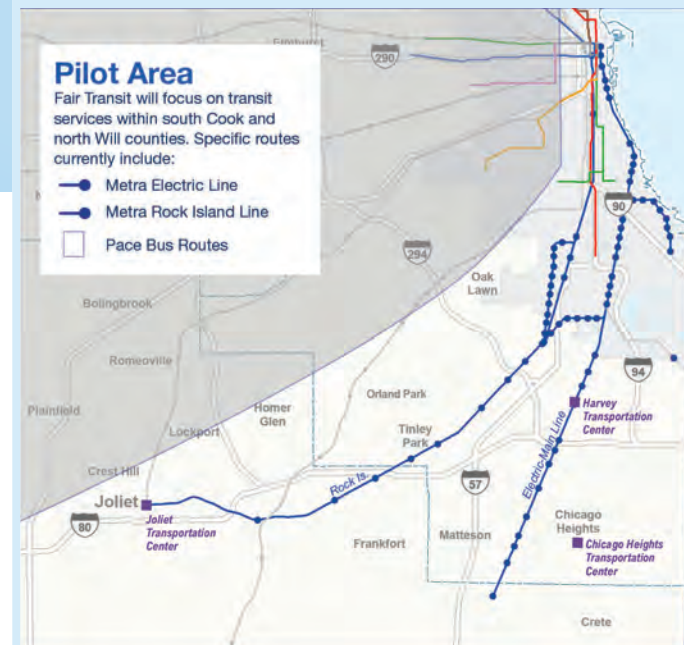 Pilot Area
Fair Transit will focus on transit
services within south Cook and
north Will counties. Specific routes
currently include:
Metra Electric Line
Metra Rock Island Line
Pace Bus Routes
Elmhurst
290
90
294
Oak
Lawn
Bolingbrook
Romeoville
94
Orland Park
Harvey
Transportation
Center
Plainfield
Homer
Glen
Tinley
Park
Lockport
Electric-Main Line
Crest Hill
Rock Is.
57
Joliet
80
Joliet
Transportation
Center
Chicago
Heights
Matteson
Frankfort
Chicago Heights
Transportation
Center
Crete